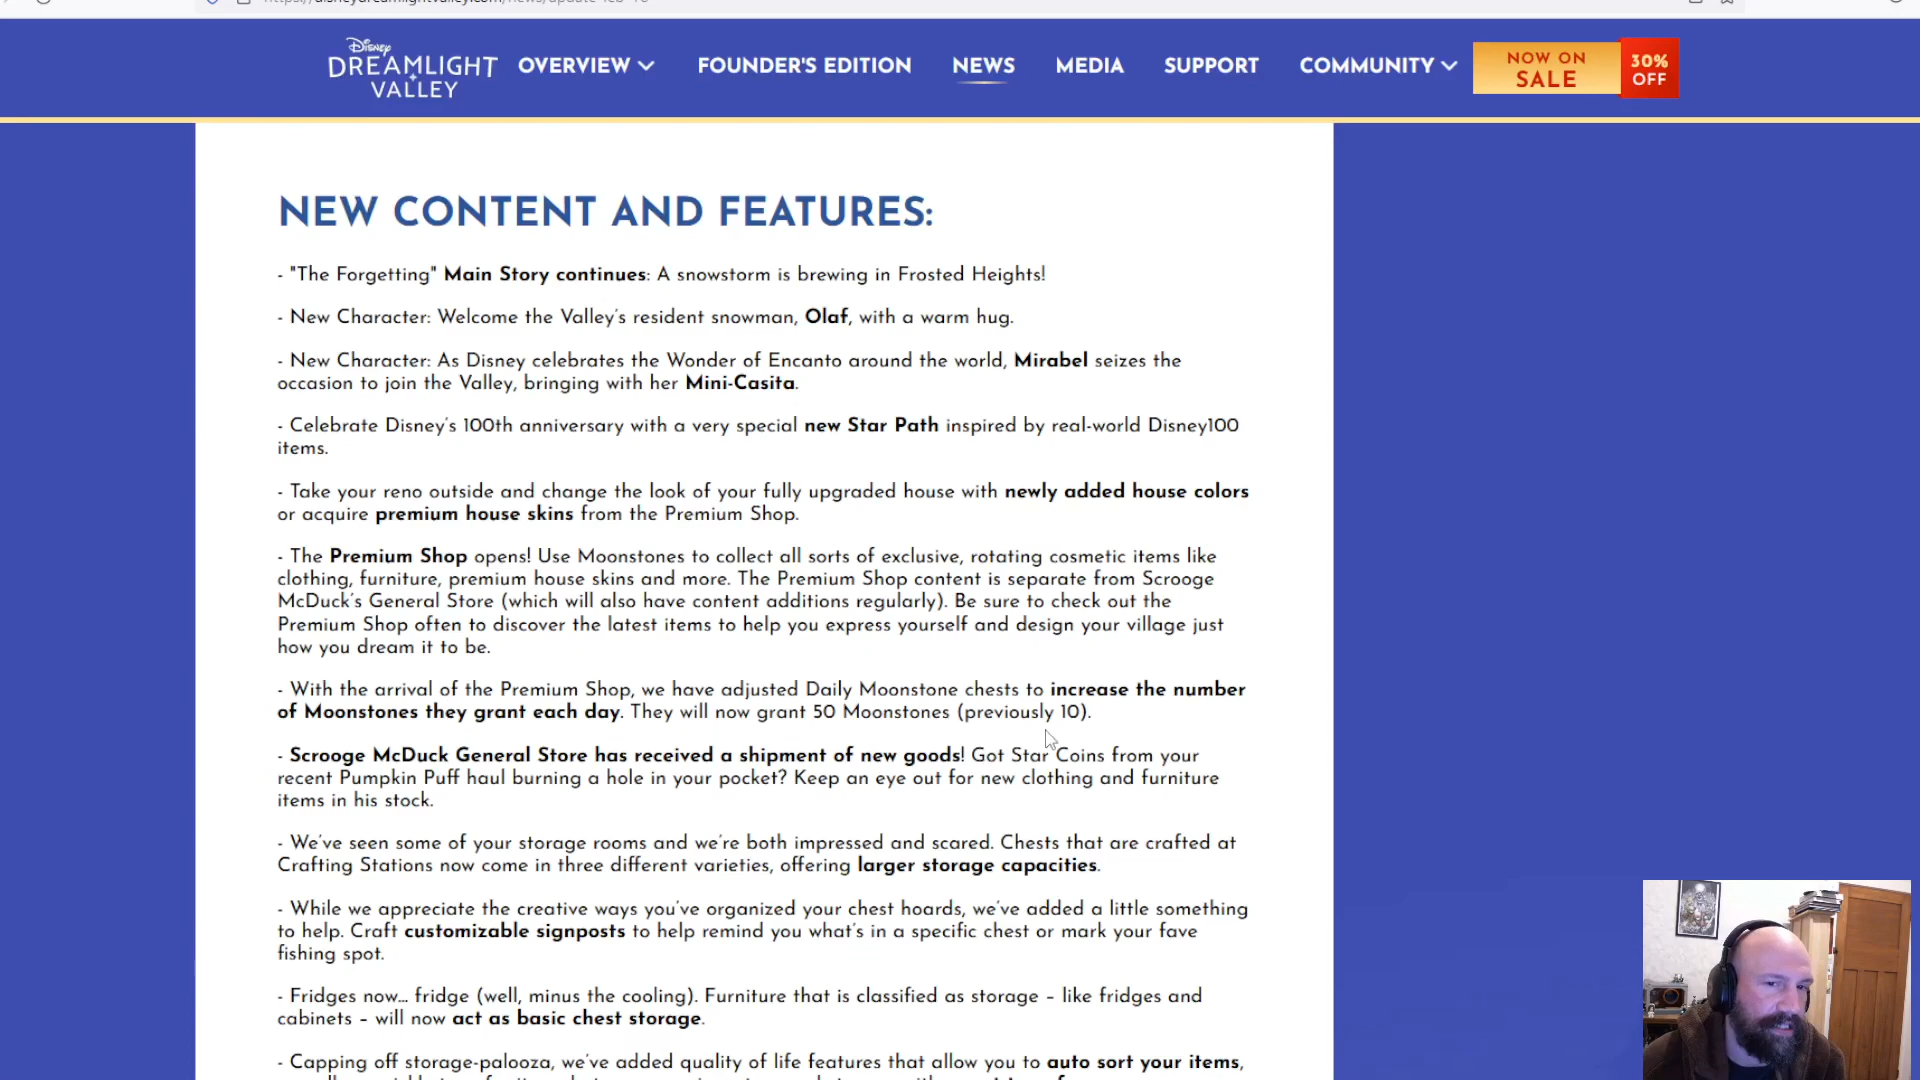 Disney
DREAMLIGHT
VALLEY
OVERVIEW
FOUNDER'S EDITION
NEWS
MEDIA
SUPPORT
COMMUNITY
NOW ON
SALE
30%
OFF
NEW CONTENT AND FEATURES:
- "The Forgetting" Main Story continues: A snowstorm is brewing in Frosted Heights!
- New Character: Welcome the Valley's resident snowman, Olaf, with a warm hug.
- New Character: As Disney celebrates the Wonder of Encanto around the world, Mirabel seizes the
occasion to join the Valley, bringing with her Mini-Casita.
- Celebrate Disney's 100th anniversary with a very special new Star Path inspired by real-world Disney100
items.
- Take your reno outside and change the look of your fully upgraded house with newly added house colors
or acquire premium house skins from the Premium Shop.
- The Premium Shop opens! Use Moonstones to collect all sorts of exclusive, rotating cosmetic items like
clothing, furniture, premium house skins and more. The Premium Shop content is separate from Scrooge
McDuck's General Store (which will also have content additions regularly). Be sure to check out the
Premium Shop often to discover the latest items to help you express yourself and design your village just
how you dream it to be.
- With the arrival of the Premium Shop, we have adjusted Daily Moonstone chests to increase the number
of Moonstones they grant each day. They will now grant 50 Moonstones (previously 10).
- Scrooge McDuck General Store has received a shipment of new goods! Got Star Coins from your
recent Pumpkin Puff haul burning a hole in your pocket? Keep an eye out for new clothing and furniture
items in his stock.
- We've seen some of your storage rooms and we're both impressed and scared. Chests that are crafted at
Crafting Stations now come in three different varieties, offering larger storage capacities.
- While we appreciate the creative ways you've organized your chest hoards, we've added a little something
to help. Craft customizable signposts to help remind you what's in a specific chest or mark your fave
fishing spot.
- Fridges now... fridge (well, minus the cooling). Furniture that is classified as storage – like fridges and
cabinets – will now act as basic chest storage.
- Capping off storage-palooza, we've added quality of life features that allow you to auto sort your items,